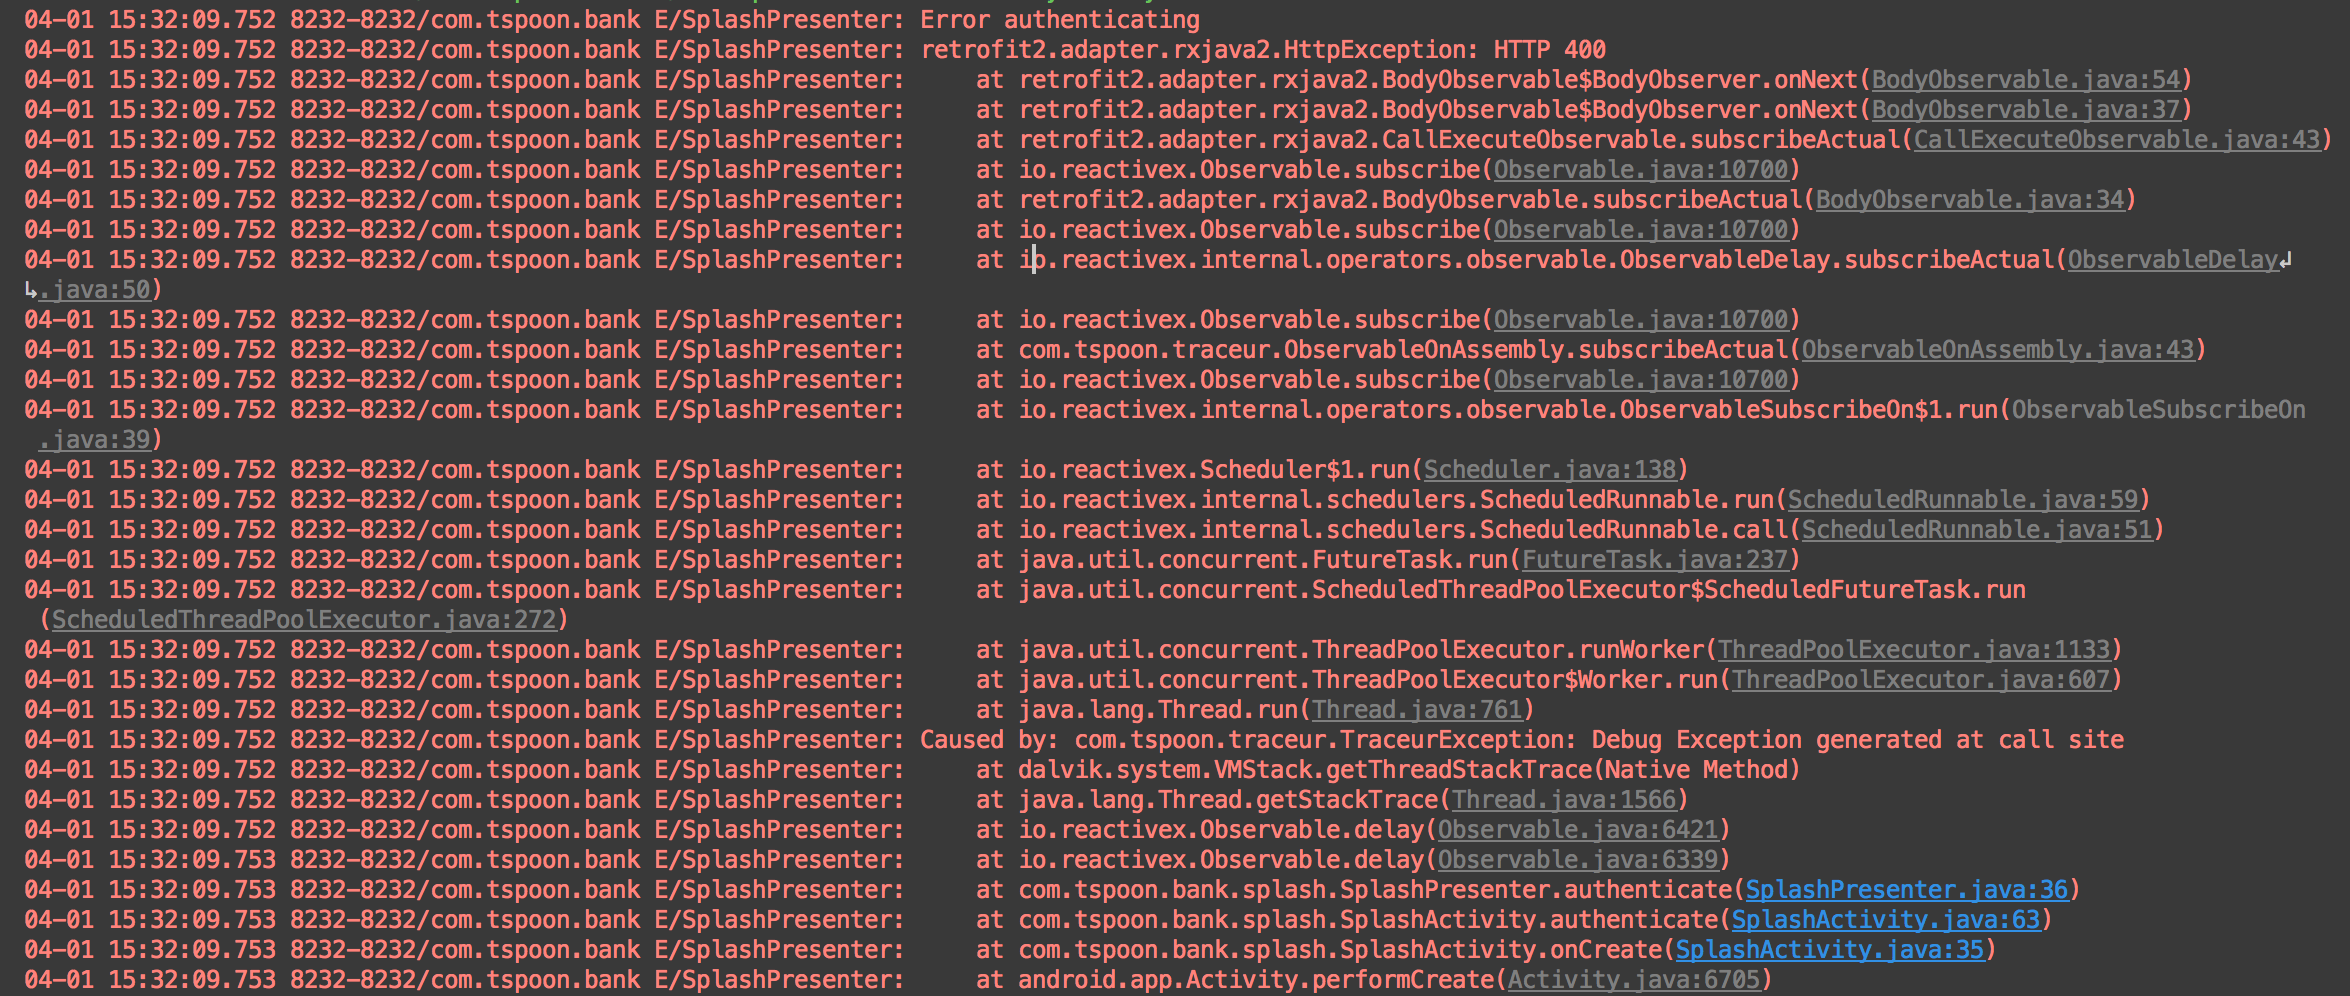 04-01 15:32:09.752 8232-8232/com.tspoon.bank E/SplashPresenter: Error authenticating
04-01 15:32:09.752 8232-8232/com.tspoon.bank E/SplashPresenter: retrofit2.adapter.rxjava2.HttpException: HTTP 400
04-01 15:32:09.752 8232-8232/com.tspoon.bank E/SplashPresenter:     at retrofit2.adapter.rxjava2.BodyObservable$BodyObserver.onNext(BodyObservable.java:54)
04-01 15:32:09.752 8232-8232/com.tspoon.bank E/SplashPresenter:     at retrofit2.adapter.rxjava2.BodyObservable$BodyObserver.onNext(BodyObservable.java:37)
04-01 15:32:09.752 8232-8232/com.tspoon.bank E/SplashPresenter:     at retrofit2.adapter.rxjava2.CallExecuteObservable.subscribeActual(CallExecuteObservable.java:43)
04-01 15:32:09.752 8232-8232/com.tspoon.bank E/SplashPresenter:     at io.reactivex.Observable.subscribe(Observable.java:10700)
04-01 15:32:09.752 8232-8232/com.tspoon.bank E/SplashPresenter:     at retrofit2.adapter.rxjava2.BodyObservable.subscribeActual(BodyObservable.java:34)
04-01 15:32:09.752 8232-8232/com.tspoon.bank E/SplashPresenter:     at io.reactivex.Observable.subscribe(Observable.java:10700)
04-01 15:32:09.752 8232-8232/com.tspoon.bank E/SplashPresenter:     at io.reactivex.internal.operators.observable.ObservableDelay.subscribeActual(ObservableDelay↲
↳.java:50)
04-01 15:32:09.752 8232-8232/com.tspoon.bank E/SplashPresenter:     at io.reactivex.Observable.subscribe(Observable.java:10700)
04-01 15:32:09.752 8232-8232/com.tspoon.bank E/SplashPresenter:     at com.tspoon.traceur.ObservableOnAssembly.subscribeActual(ObservableOnAssembly.java:43)
04-01 15:32:09.752 8232-8232/com.tspoon.bank E/SplashPresenter:     at io.reactivex.Observable.subscribe(Observable.java:10700)
04-01 15:32:09.752 8232-8232/com.tspoon.bank E/SplashPresenter:     at io.reactivex.internal.operators.observable.ObservableSubscribeOn$1.run(ObservableSubscribeOn
.java:39)
04-01 15:32:09.752 8232-8232/com.tspoon.bank E/SplashPresenter:     at io.reactivex.Scheduler$1.run(Scheduler.java:138)
04-01 15:32:09.752 8232-8232/com.tspoon.bank E/SplashPresenter:     at io.reactivex.internal.schedulers.ScheduledRunnable.run(ScheduledRunnable.java:59)
04-01 15:32:09.752 8232-8232/com.tspoon.bank E/SplashPresenter:     at io.reactivex.internal.schedulers.ScheduledRunnable.call(ScheduledRunnable.java:51)
04-01 15:32:09.752 8232-8232/com.tspoon.bank E/SplashPresenter:     at java.util.concurrent.FutureTask.run(FutureTask.java:237)
04-01 15:32:09.752 8232-8232/com.tspoon.bank E/SplashPresenter:     at java.util.concurrent.ScheduledThreadPoolExecutor$ScheduledFutureTask.run
(ScheduledThreadPoolExecutor.java:272)
04-01 15:32:09.752 8232-8232/com.tspoon.bank E/SplashPresenter:     at java.util.concurrent.ThreadPoolExecutor.runWorker(ThreadPoolExecutor.java:1133)
04-01 15:32:09.752 8232-8232/com.tspoon.bank E/SplashPresenter:     at java.util.concurrent.ThreadPoolExecutor$Worker.run(ThreadPoolExecutor.java:607)
04-01 15:32:09.752 8232-8232/com.tspoon.bank E/SplashPresenter:     at java.lang.Thread.run(Thread.java:761)
04-01 15:32:09.752 8232-8232/com.tspoon.bank E/SplashPresenter: Caused by: com.tspoon.traceur.TraceurException: Debug Exception generated at call site
04-01 15:32:09.752 8232-8232/com.tspoon.bank E/SplashPresenter:     at dalvik.system.VMStack.getThreadStackTrace(Native Method)
04-01 15:32:09.752 8232-8232/com.tspoon.bank E/SplashPresenter:     at java.lang.Thread.getStackTrace(Thread.java:1566)
04-01 15:32:09.752 8232-8232/com.tspoon.bank E/SplashPresenter:     at io.reactivex.Observable.delay(Observable.java:6421)
04-01 15:32:09.753 8232-8232/com.tspoon.bank E/SplashPresenter:     at io.reactivex.Observable.delay(Observable.java:6339)
04-01 15:32:09.753 8232-8232/com.tspoon.bank E/SplashPresenter:     at com.tspoon.bank.splash.SplashPresenter.authenticate(SplashPresenter.java:36)
04-01 15:32:09.753 8232-8232/com.tspoon.bank E/SplashPresenter:     at com.tspoon.bank.splash.SplashActivity.authenticate(SplashActivity.java:63)
04-01 15:32:09.753 8232-8232/com.tspoon.bank E/SplashPresenter:     at com.tspoon.bank.splash.SplashActivity.onCreate(SplashActivity.java:35)
04-01 15:32:09.753 8232-8232/com.tspoon.bank E/SplashPresenter:     at android.app.Activity.performCreate(Activity.java:6705)